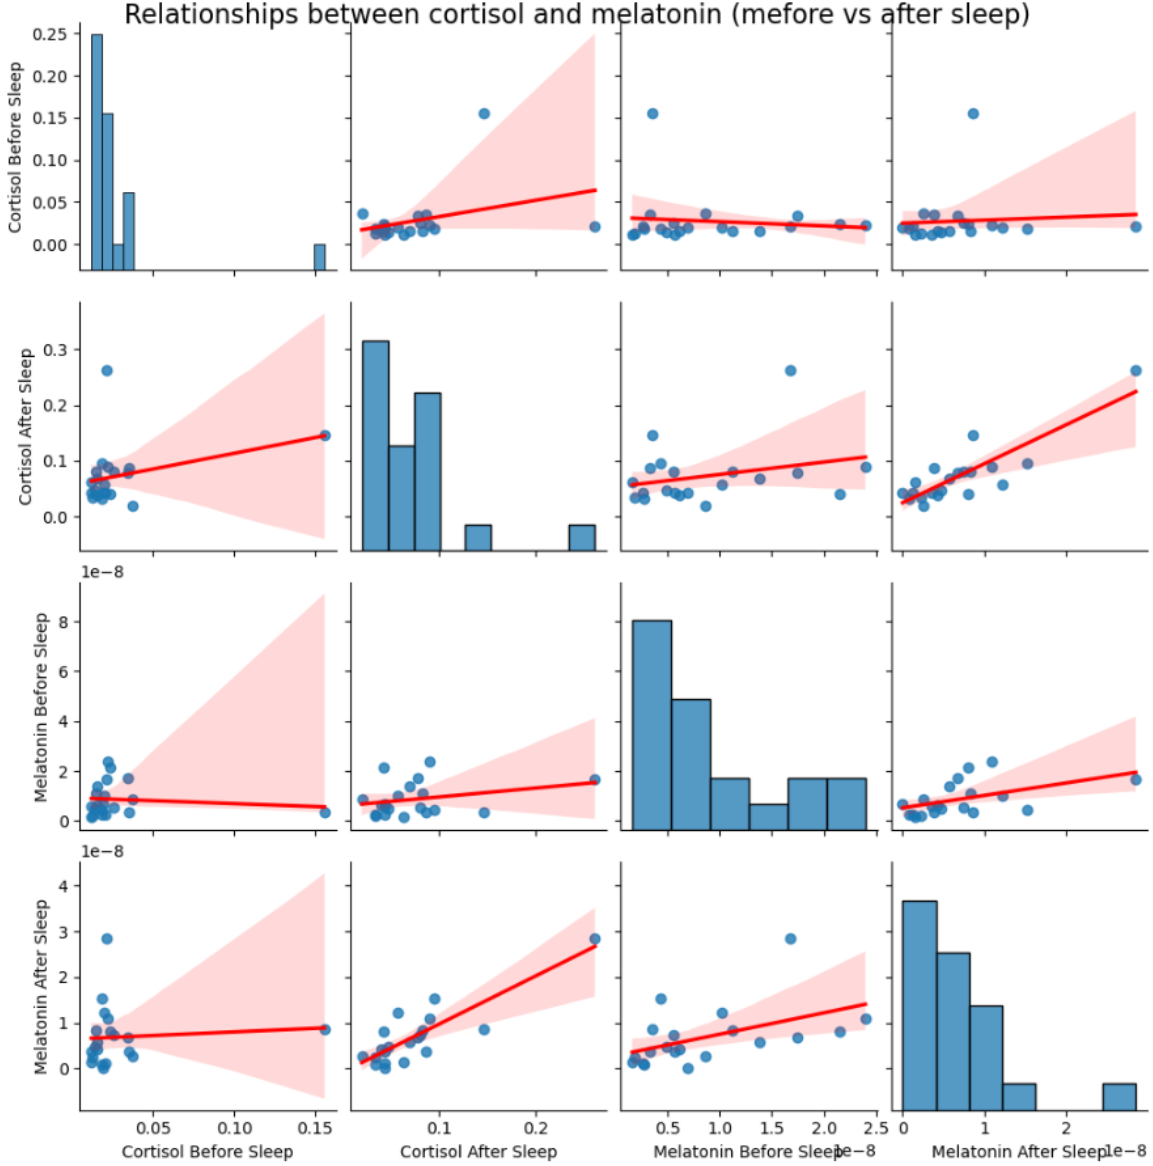 Relationships between cortisol and melatonin (mefore vs after sleep)
0.25
0.20
0.15
0.10
0.05
0.00
Cortisol Before Sleep
0.3
0.2
0.1
0.0
Cortisol After Sleep
1e−8
8
6
4
2
0
Melatonin Before Sleep
1e−8
4
3
2
1
0
Melatonin After Sleep
0.05 0.10 0.15
Cortisol Before Sleep
0.1 0.2
Cortisol After Sleep
0.5 1.0 1.5 2.0 2.5
Melatonin Before Sleep 1e−8
0 1 2
Melatonin After Sleep 1e−8